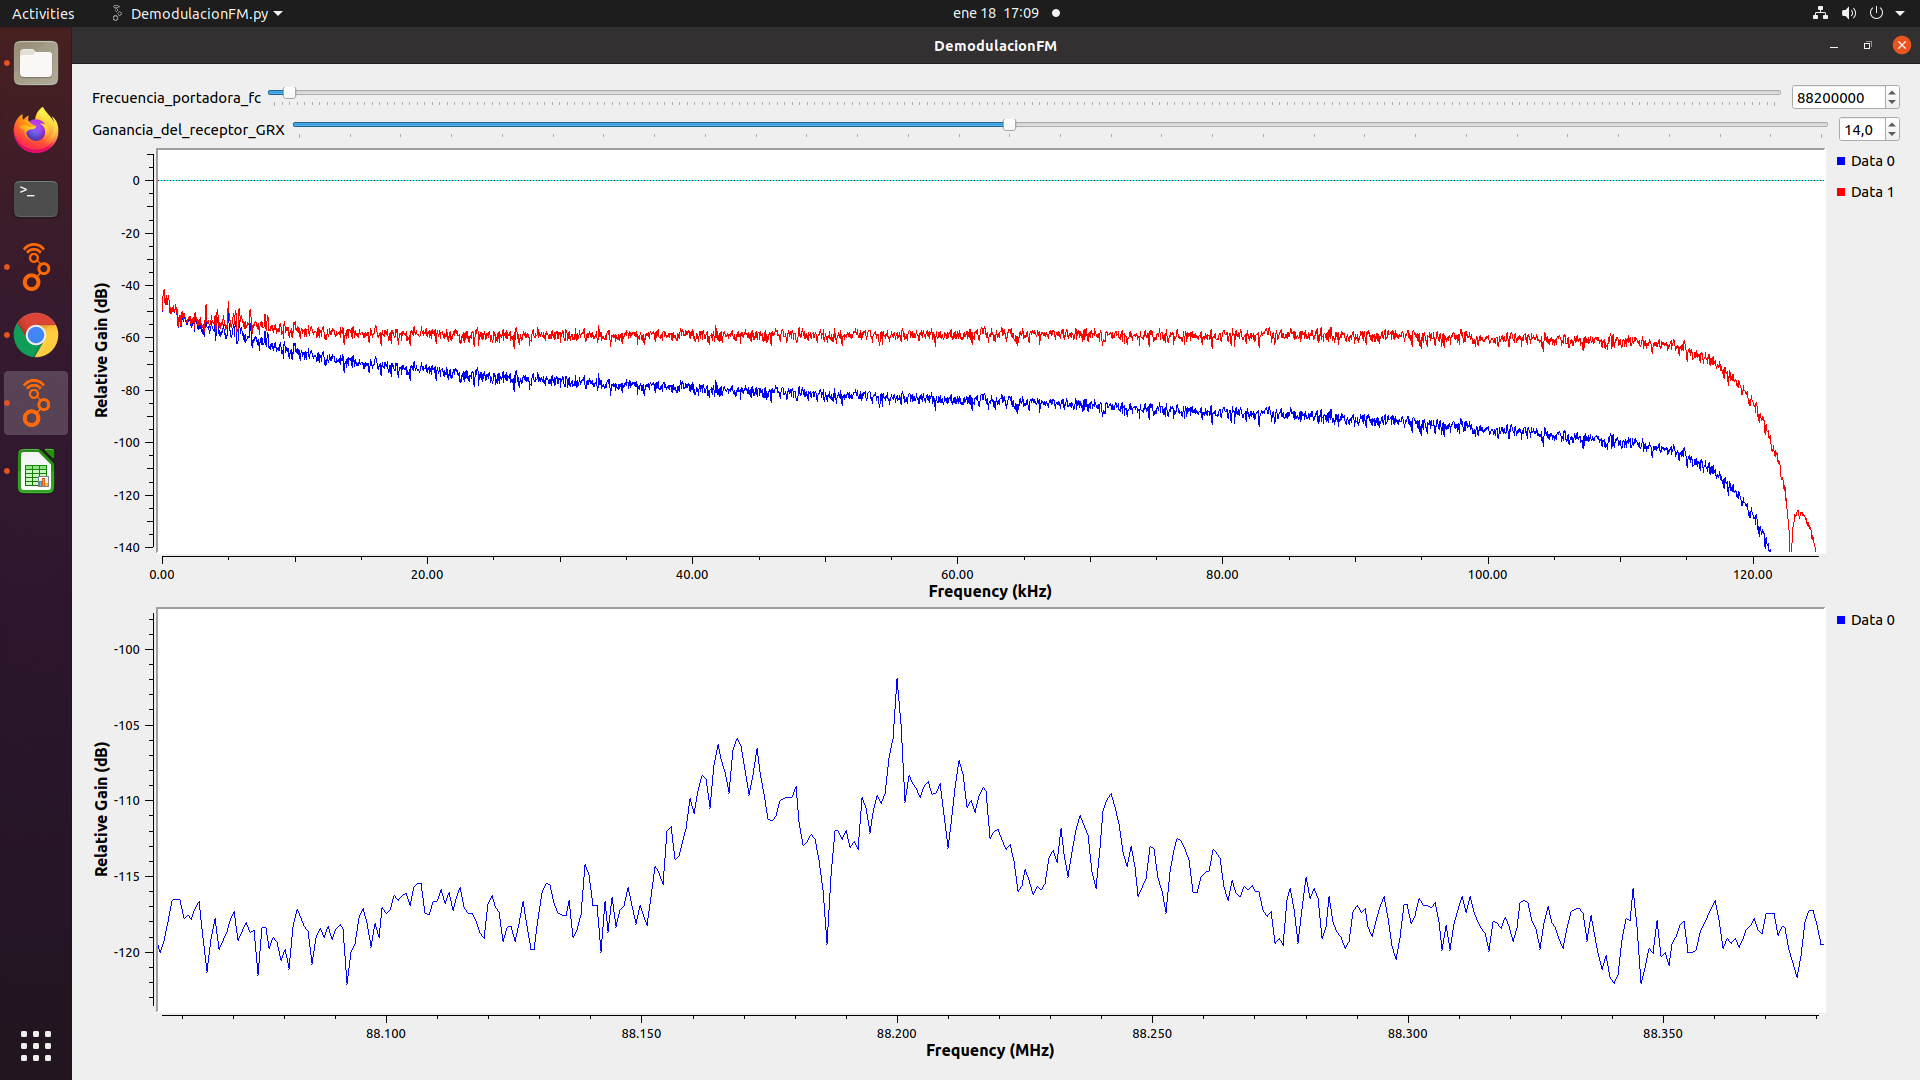 Activities
DemodulacionFM.py
ene 18 17:09
DemodulacionFM
Frecuencia_portadora_fc
88200000
Ganancia_del_receptor_GRX
14,0
Data 0
Data 1
0
-20
-40
-60
-80
-100
-120
-140
Relative Gain (dB)
0.00
20.00
40.00
60.00
80.00
100.00
120.00
Frequency (kHz)
Data 0
-100
-105
-110
-115
-120
Relative Gain (dB)
88.100
88.150
88.200
88.250
88.300
88.350
Frequency (MHz)